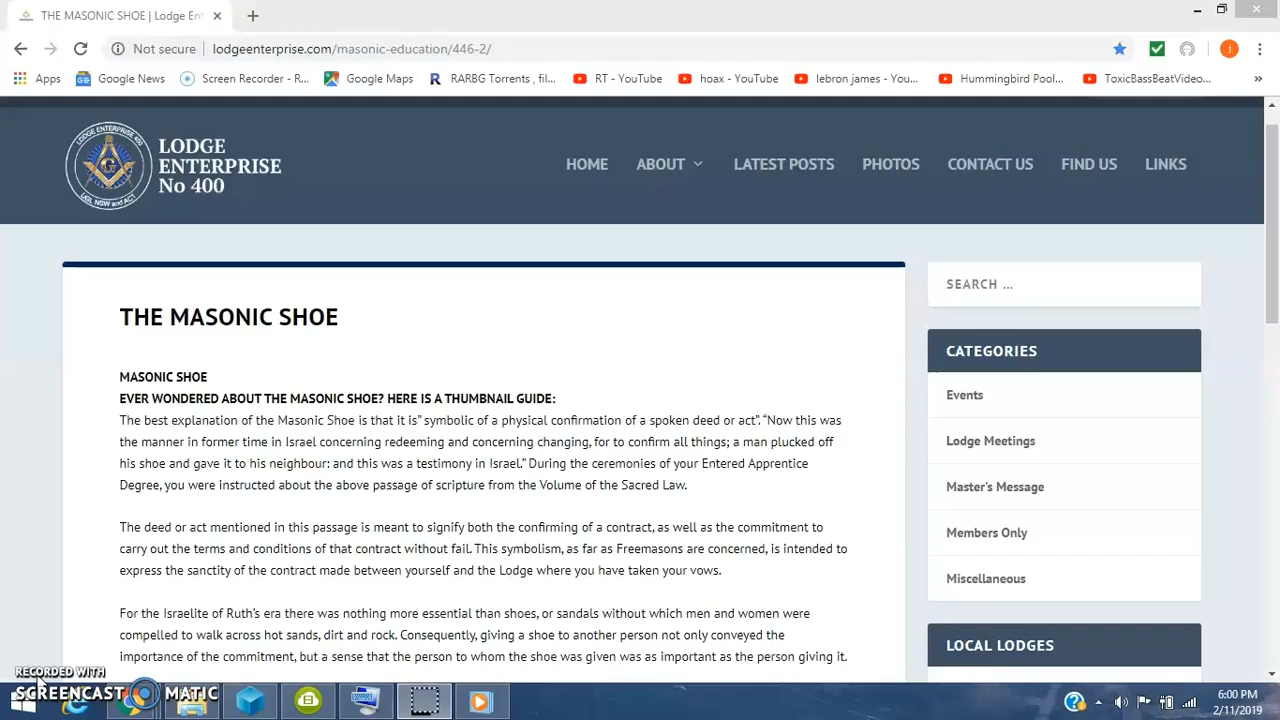 THE MASONIC SHOE | Lodge Ent
Not secure | lodgeenterprise.com/masonic-education/446-2/
Apps Google News Screen Recorder - R... Google Maps RARBG Torrents , fil... RT - YouTube hoax - YouTube lebron james - You... Hummingbird Pool... ToxicBassBeatVideo... »
LODGE ENTERPRISE 400
G
UGL NSW and ACT
LODGE
ENTERPRISE
No 400
HOME ABOUT LATEST POSTS PHOTOS CONTACT US FIND US LINKS
THE MASONIC SHOE
MASONIC SHOE
EVER WONDERED ABOUT THE MASONIC SHOE? HERE IS A THUMBNAIL GUIDE:
The best explanation of the Masonic Shoe is that it is” symbolic of a physical confirmation of a spoken deed or act”. “Now this was
the manner in former time in Israel concerning redeeming and concerning changing, for to confirm all things; a man plucked off
his shoe and gave it to his neighbour: and this was a testimony in Israel.” During the ceremonies of your Entered Apprentice
Degree, you were instructed about the above passage of scripture from the Volume of the Sacred Law.
The deed or act mentioned in this passage is meant to signify both the confirming of a contract, as well as the commitment to
carry out the terms and conditions of that contract without fail. This symbolism, as far as Freemasons are concerned, is intended to
express the sanctity of the contract made between yourself and the Lodge where you have taken your vows.
For the Israelite of Ruth’s era there was nothing more essential than shoes, or sandals without which men and women were
compelled to walk across hot sands, dirt and rock. Consequently, giving a shoe to another person not only conveyed the
importance of the commitment, but a sense that the person to whom the shoe was given was as important as the person giving it.
SEARCH ...
CATEGORIES
Events
Lodge Meetings
Master’s Message
Members Only
Miscellaneous
LOCAL LODGES
RECORDED WITH
SCREENCAST MATIC
6:00 PM
2/11/2019